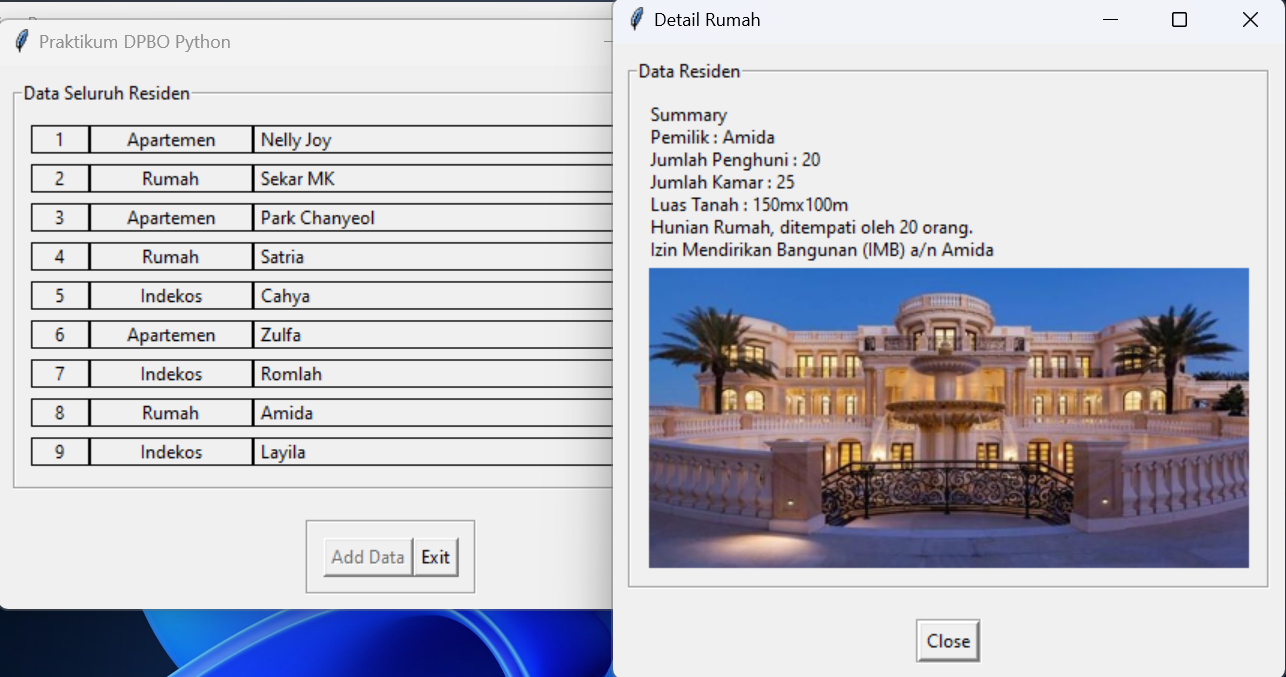 Praktikum DPBO Python
Data Seluruh Residen
1 Apartemen Nelly Joy
2 Rumah Sekar MK
3 Apartemen Park Chanyeol
4 Rumah Satria
5 Indekos Cahya
6 Apartemen Zulfa
7 Indekos Romlah
8 Rumah Amida
9 Indekos Layila
Add Data Exit
Detail Rumah
Data Residen
Summary
Pemilik : Amida
Jumlah Penghuni : 20
Jumlah Kamar : 25
Luas Tanah : 150mx100m
Hunian Rumah, ditempati oleh 20 orang.
Izin Mendirikan Bangunan (IMB) a/n Amida
Close